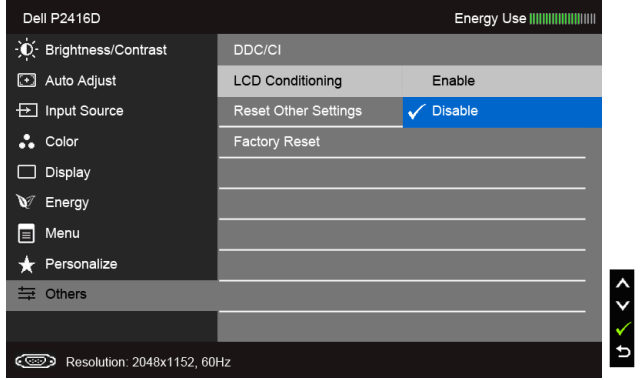 Dell P2416D Energy Use
Brightness/Contrast DDC/CI
Auto Adjust LCD Conditioning Enable
Input Source Reset Other Settings Disable
Color Factory Reset
Display
Energy
Menu
Personalize
Others
Resolution: 2048x1152, 60Hz